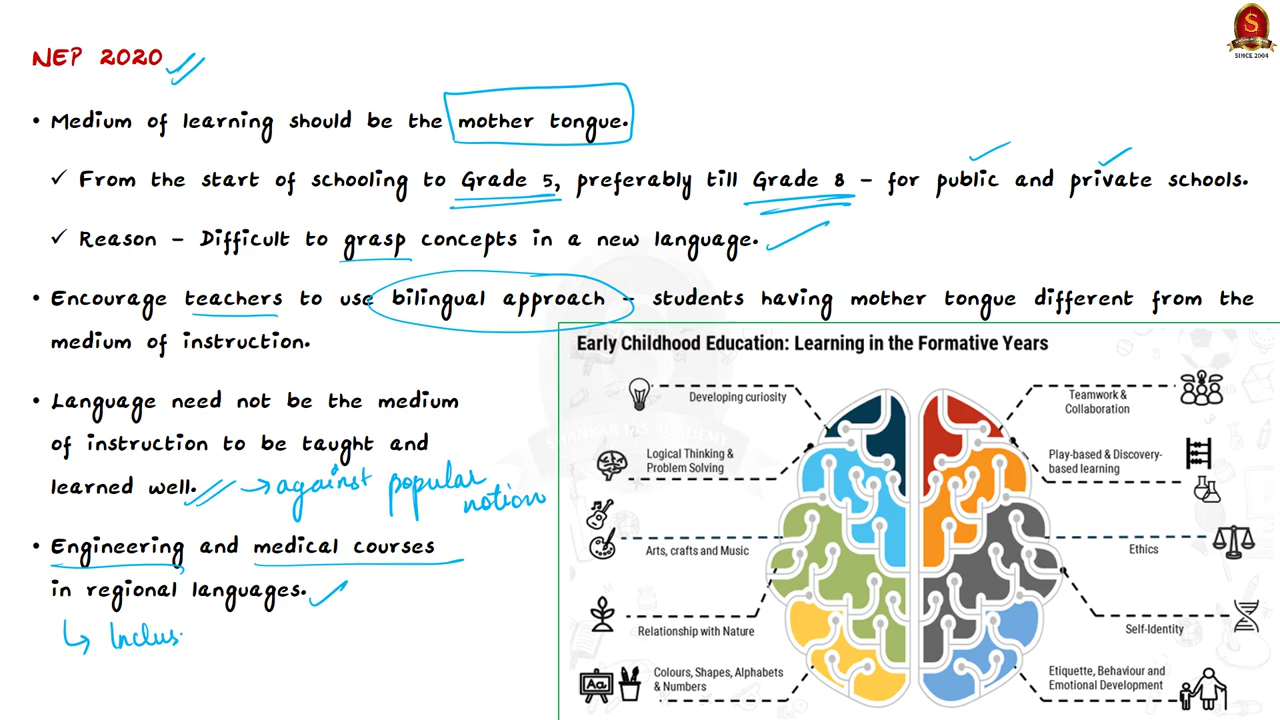 NEP 2020
• Medium of learning should be the mother tongue.
✓ From the start of schooling to Grade 5, preferably till Grade 8 – for public and private schools.
✓ Reason – Difficult to grasp concepts in a new language.
• Encourage teachers to use bilingual approach – students having mother tongue different from the
medium of instruction.
• Language need not be the medium
of instruction to be taught and
learned well. → against popular
notion
• Engineering and medical courses
in regional languages.
↳ Inclus
Early Childhood Education: Learning in the Formative Years
Developing curiosity
Logical Thinking &
Problem Solving
Arts, crafts and Music
Relationship with Nature
Colours, Shapes, Alphabets
& Numbers
Aa
Teamwork &
Collaboration
Play-based & Discovery-
based learning
Ethics
Self-Identity
Etiquette, Behaviour and
Emotional Development
S
SINCE 2004
SHANKAR IAS ACADEMY